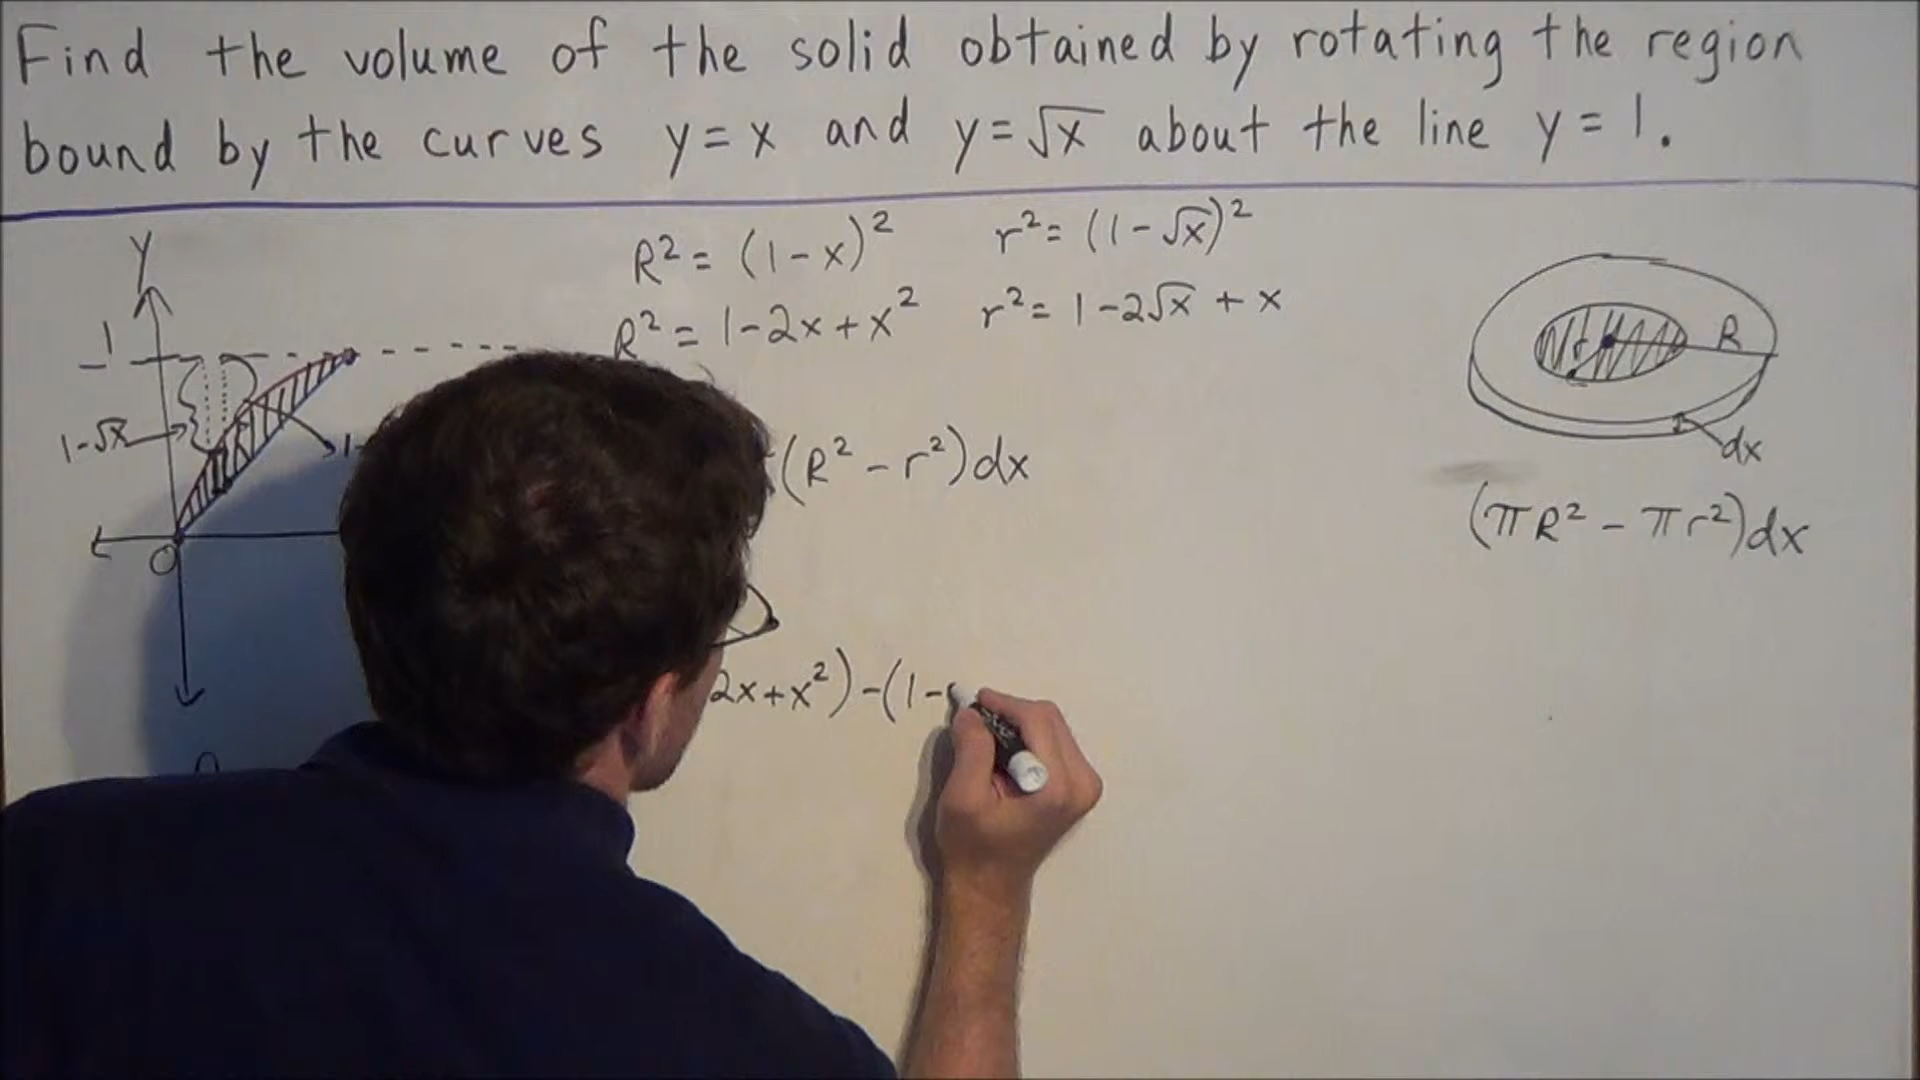 Find the volume of the solid obtained by rotating the region
bound by the curves y = x and y = √x about the line y = 1.
y
R² = (1 - x)²
r² = (1 - √x)²
R² = 1 - 2x + x²
r² = 1 - 2√x + x
1
1 - √x
1-
O
(R² - r²)dx
2x + x²) - (1 -
r
R
dx
(πR² - πr²)dx